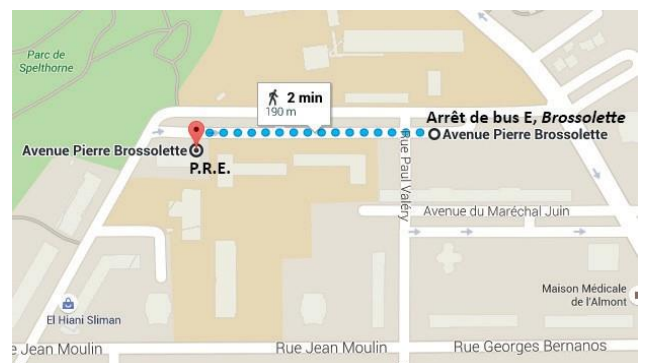 Parc de
Spelthorne
2 min
190 m
Arrêt de bus E, Brossolette
Avenue Pierre Brossolette
Avenue Pierre Brossolette
P.R.E.
Rue Paul Valéry
Avenue du Maréchal Juin
Maison Médicale
de l'Almont
El Hiani Sliman
e Jean Moulin
Rue Jean Moulin
Rue Georges Bernanos